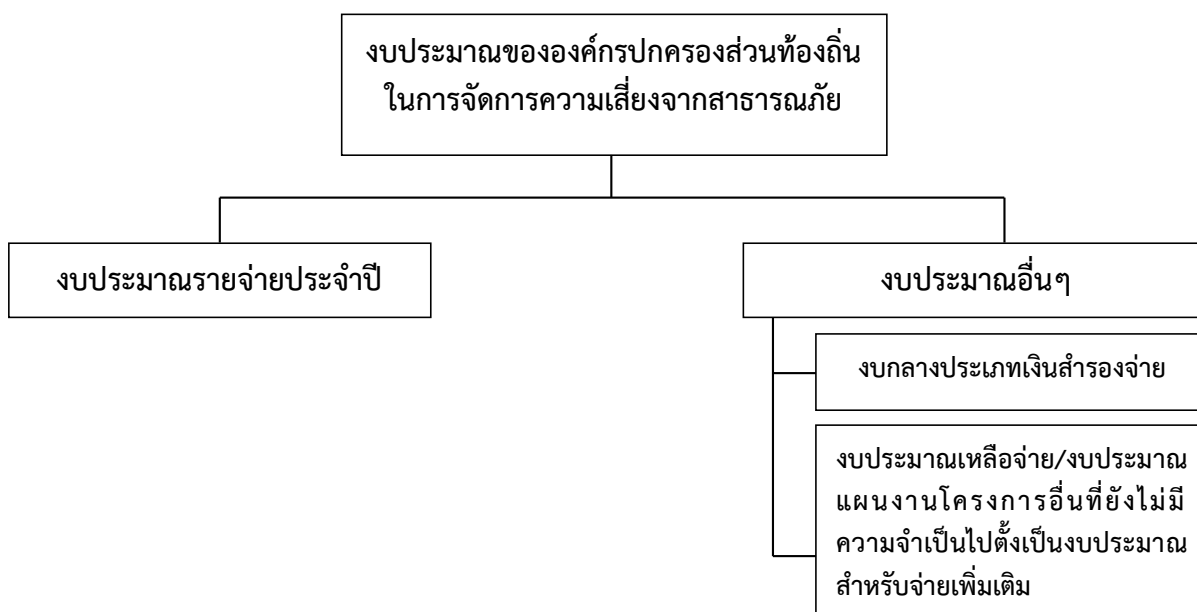 งบประมาณขององค์กรปกครองส่วนท้องถิ่น
ในการจัดการความเสี่ยงจากสาธารณภัย
งบประมาณรายจ่ายประจำปี
งบประมาณอื่นๆ
งบกลางประเภทเงินสำรองจ่าย
งบประมาณเหลือจ่าย/งบประมาณ
แผนงานโครงการอื่นที่ยังไม่มี
ความจำเป็นไปตั้งเป็นงบประมาณ
สำหรับจ่ายเพิ่มเติม